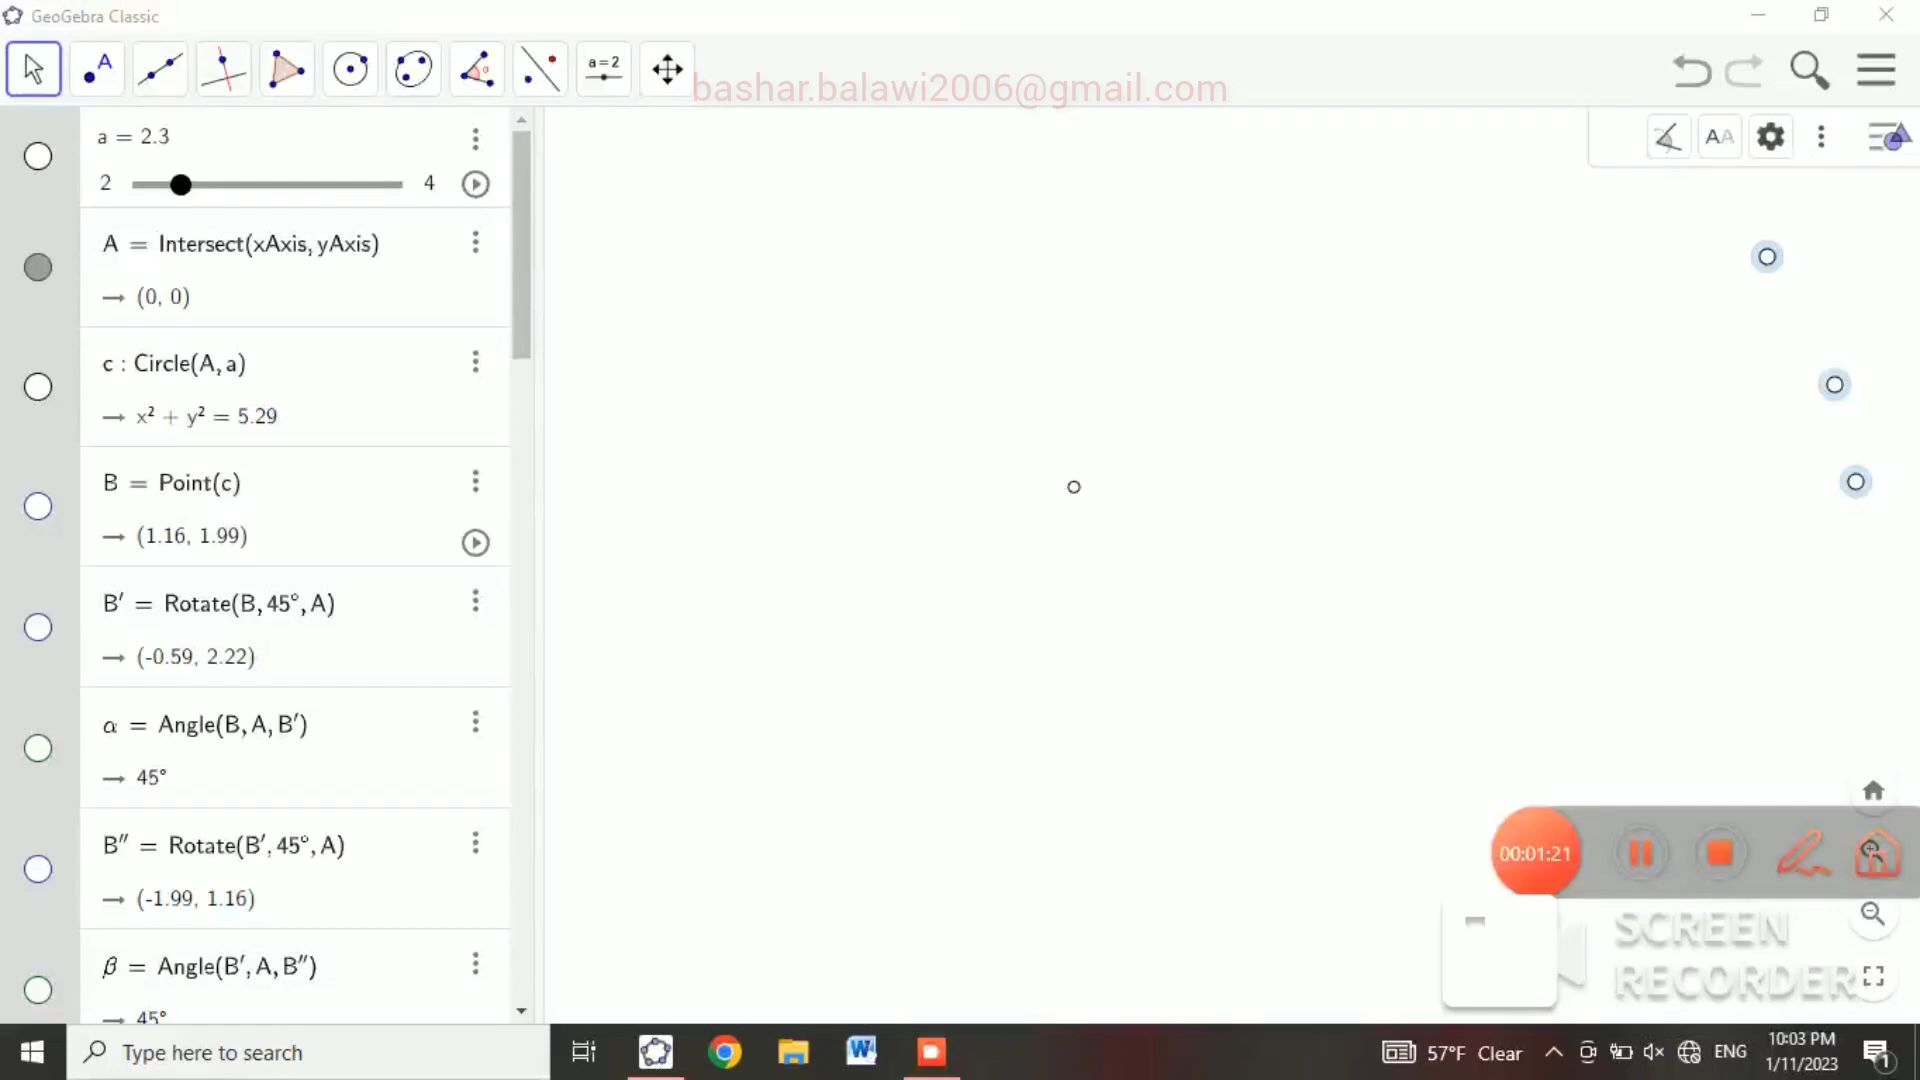 GeoGebra Classic
A
a = 2
bashar.balawi2006@gmail.com
AA
a = 2.3
2
4
A = Intersect(xAxis, yAxis)
→ (0, 0)
c : Circle(A, a)
→ x² + y² = 5.29
B = Point(c)
→ (1.16, 1.99)
B′ = Rotate(B, 45°, A)
→ (-0.59, 2.22)
α = Angle(B, A, B′)
→ 45°
B″ = Rotate(B′, 45°, A)
→ (-1.99, 1.16)
β = Angle(B′, A, B″)
→ 45°
00:01:21
SCREEN
RECORDER
Type here to search
W
57°F Clear
ENG
10:03 PM
1/11/2023
1